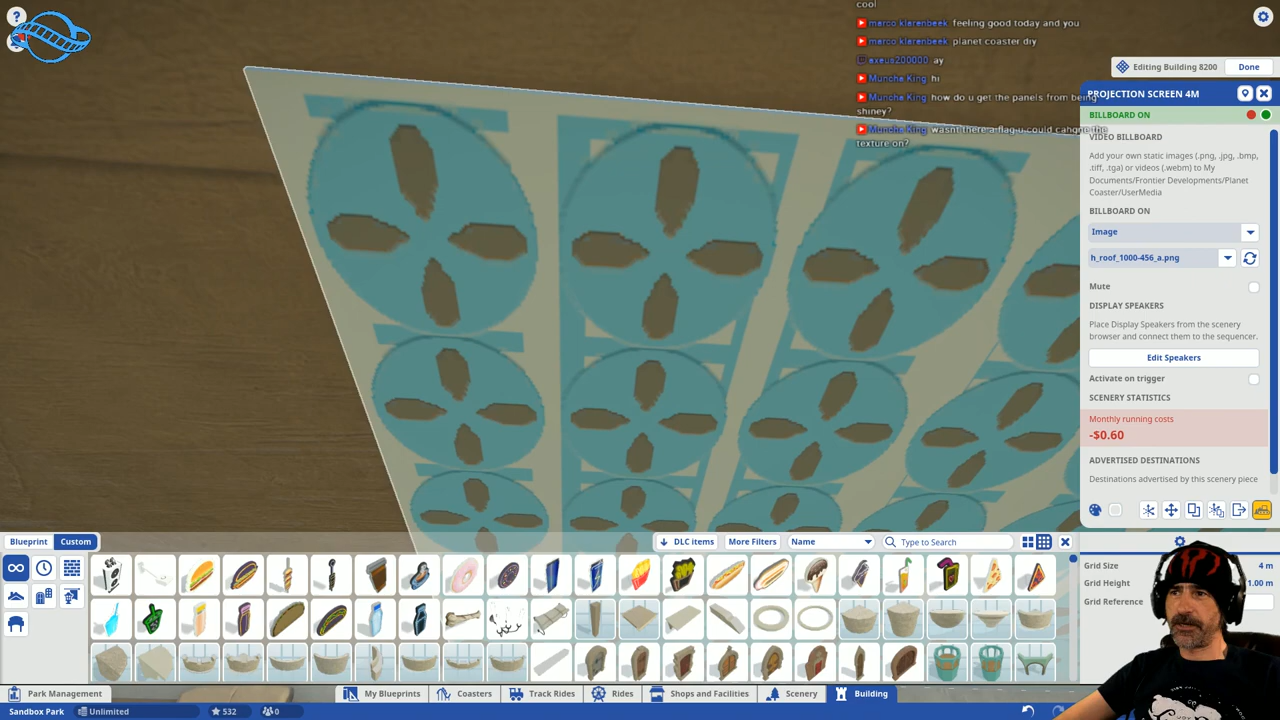 cool
marco klarenbeek feeling good today and you
marco klarenbeek planet coaster diy
axeus200000 ay
Muncha King hi
Muncha King how do u get the panels from being shiney?
Muncha King wasnt there a flag u could cahgne the texture on?
?
Editing Building 8200
Done
PROJECTION SCREEN 4M
BILLBOARD ON
VIDEO BILLBOARD
Add your own static images (.png, .jpg, .bmp,
.tiff, .tga) or videos (.webm) to My
Documents/Frontier Developments/Planet
Coaster/UserMedia
BILLBOARD ON
Image
h_roof_1000-456_a.png
Mute
DISPLAY SPEAKERS
Place Display Speakers from the scenery
browser and connect them to the sequencer.
Edit Speakers
Activate on trigger
SCENERY STATISTICS
Monthly running costs
-$0.60
ADVERTISED DESTINATIONS
Destinations advertised by this scenery piece
Blueprint
Custom
DLC items
More Filters
Name
Type to Search
Grid Size
4 m
Grid Height
1.00 m
Grid Reference
Park Management
My Blueprints
Coasters
Track Rides
Rides
Shops and Facilities
Scenery
Building
Sandbox Park
Unlimited
532
0